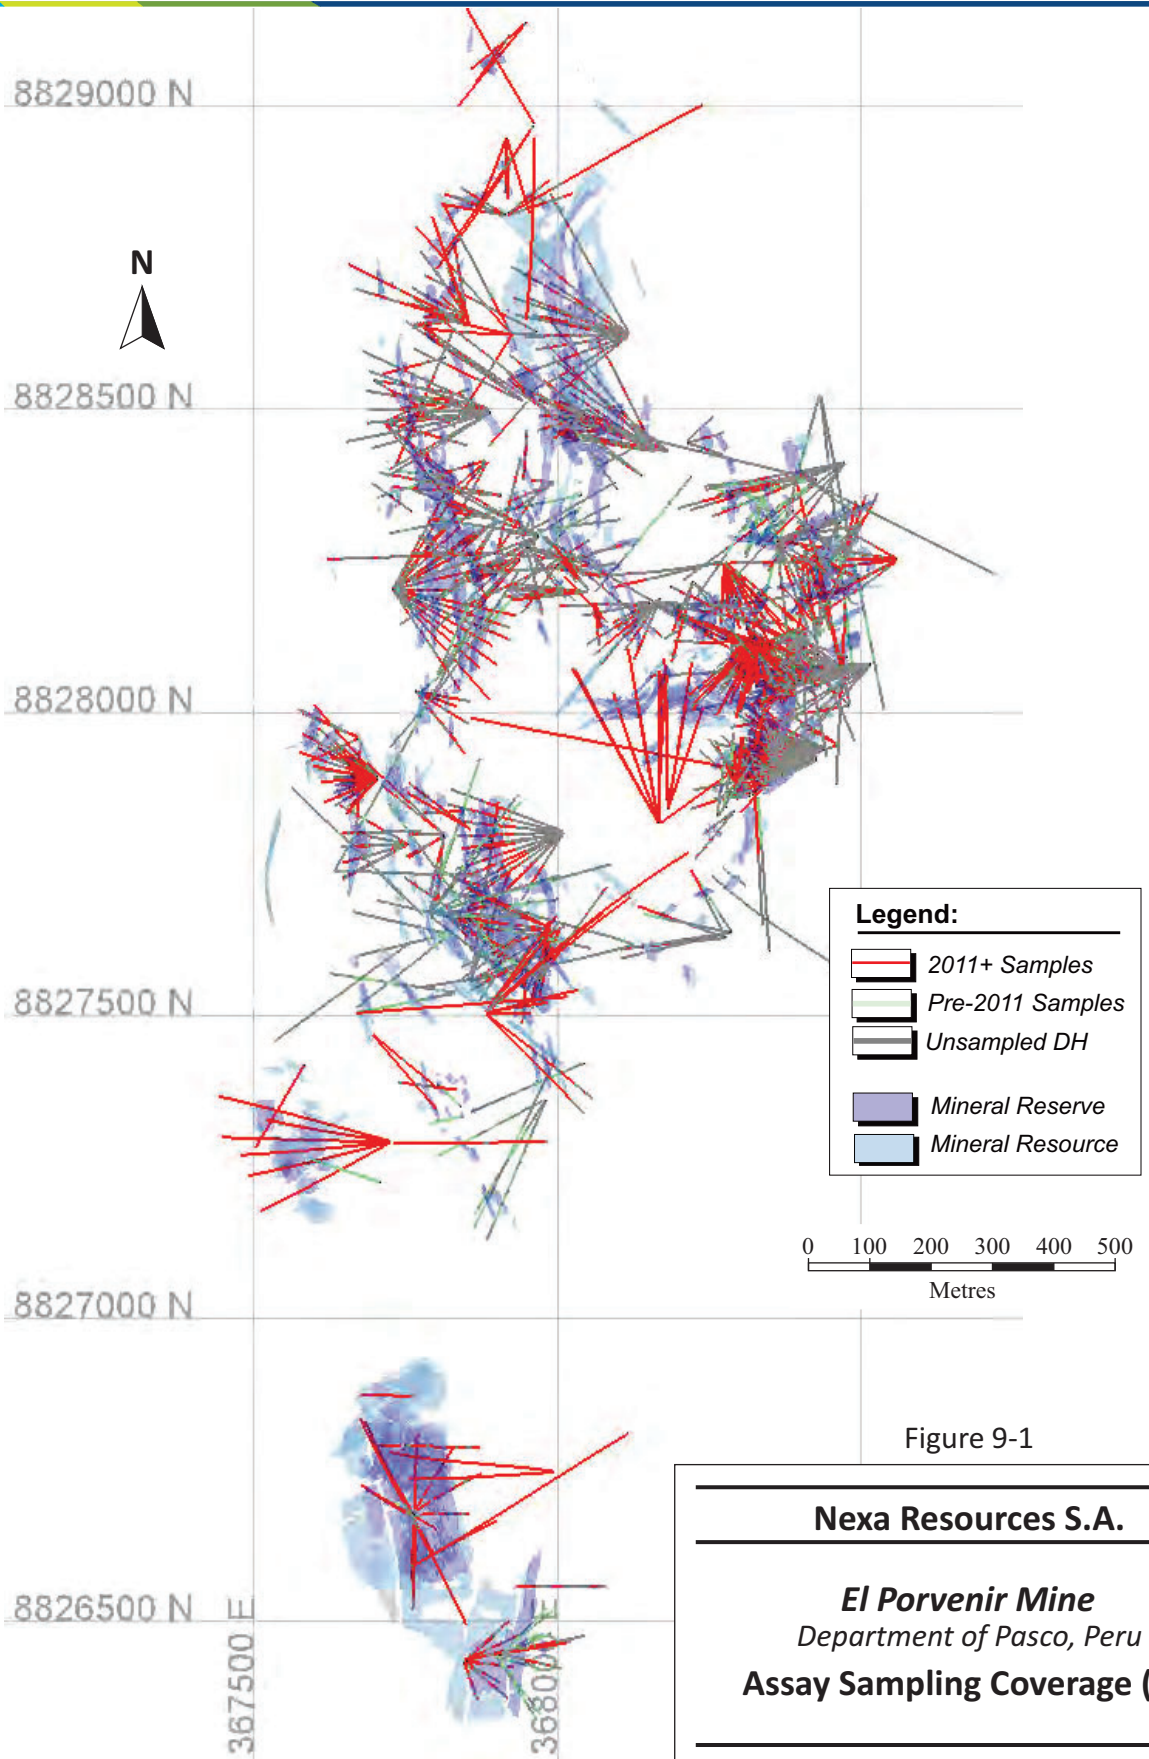 8829000 N
N
8828500 N
8828000 N
Legend:
2011+ Samples
Pre-2011 Samples
8827500 N
Unsampled DH
Mineral Reserve
Mineral Resource
0 100 200 300 400 500
Metres
8827000 N
Figure 9-1
Nexa Resources S.A.
El Porvenir Mine
8826500 N
Department of Pasco, Peru
Assay Sampling Coverage (
367500 E